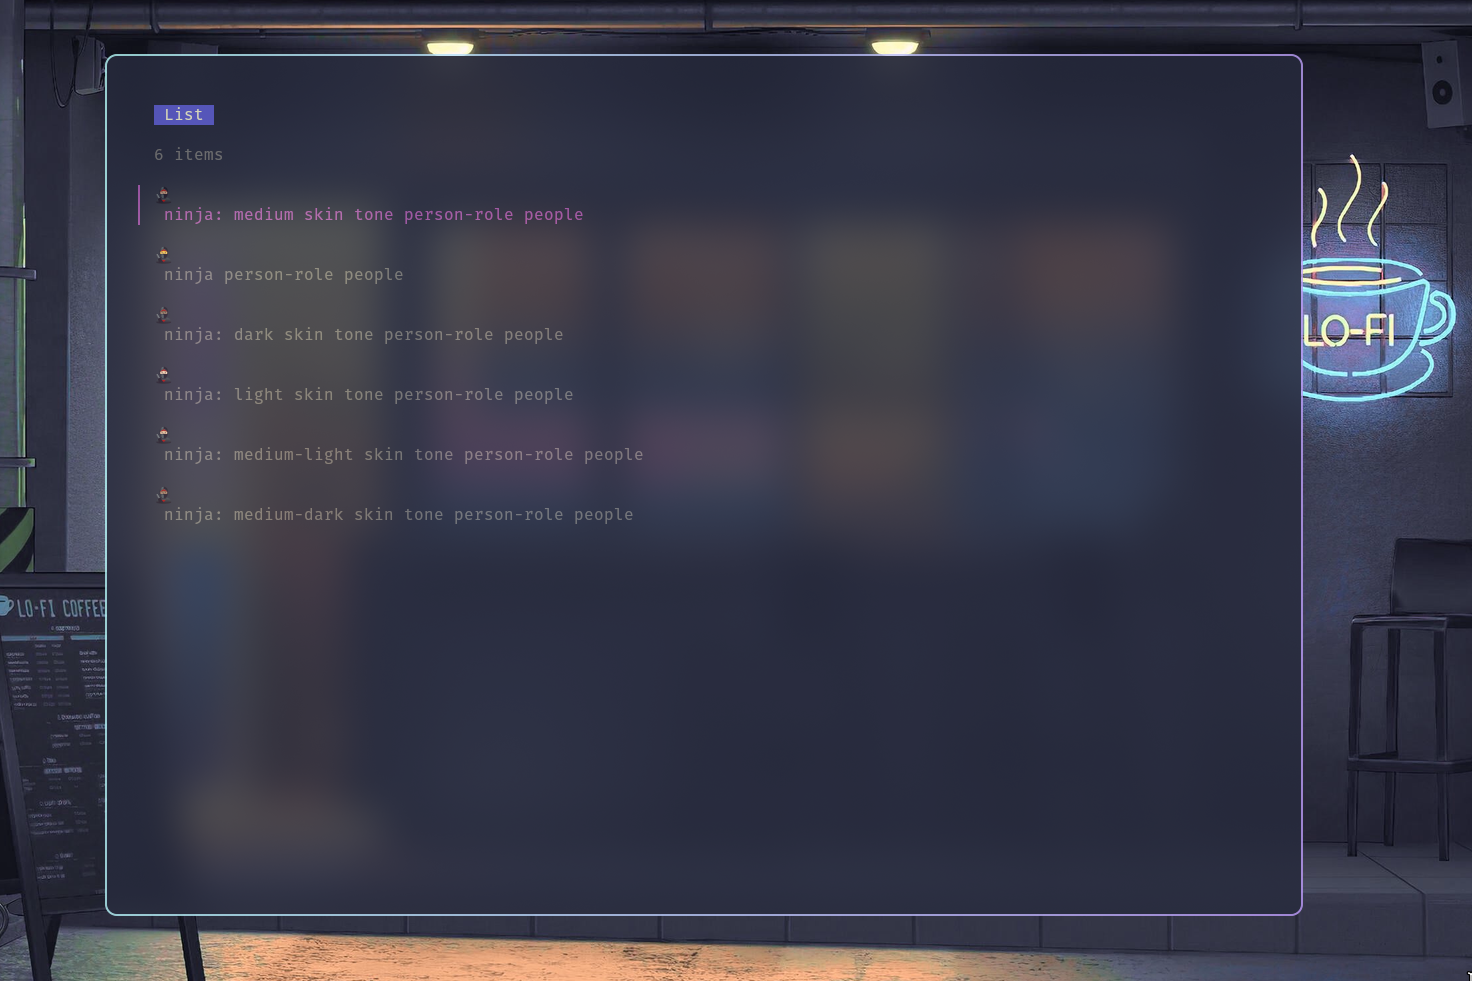 List
6 items
ninja: medium skin tone person-role people
ninja person-role people
ninja: dark skin tone person-role people
ninja: light skin tone person-role people
ninja: medium-light skin tone person-role people
ninja: medium-dark skin tone person-role people
LO-FI
LO-FI COFFEE